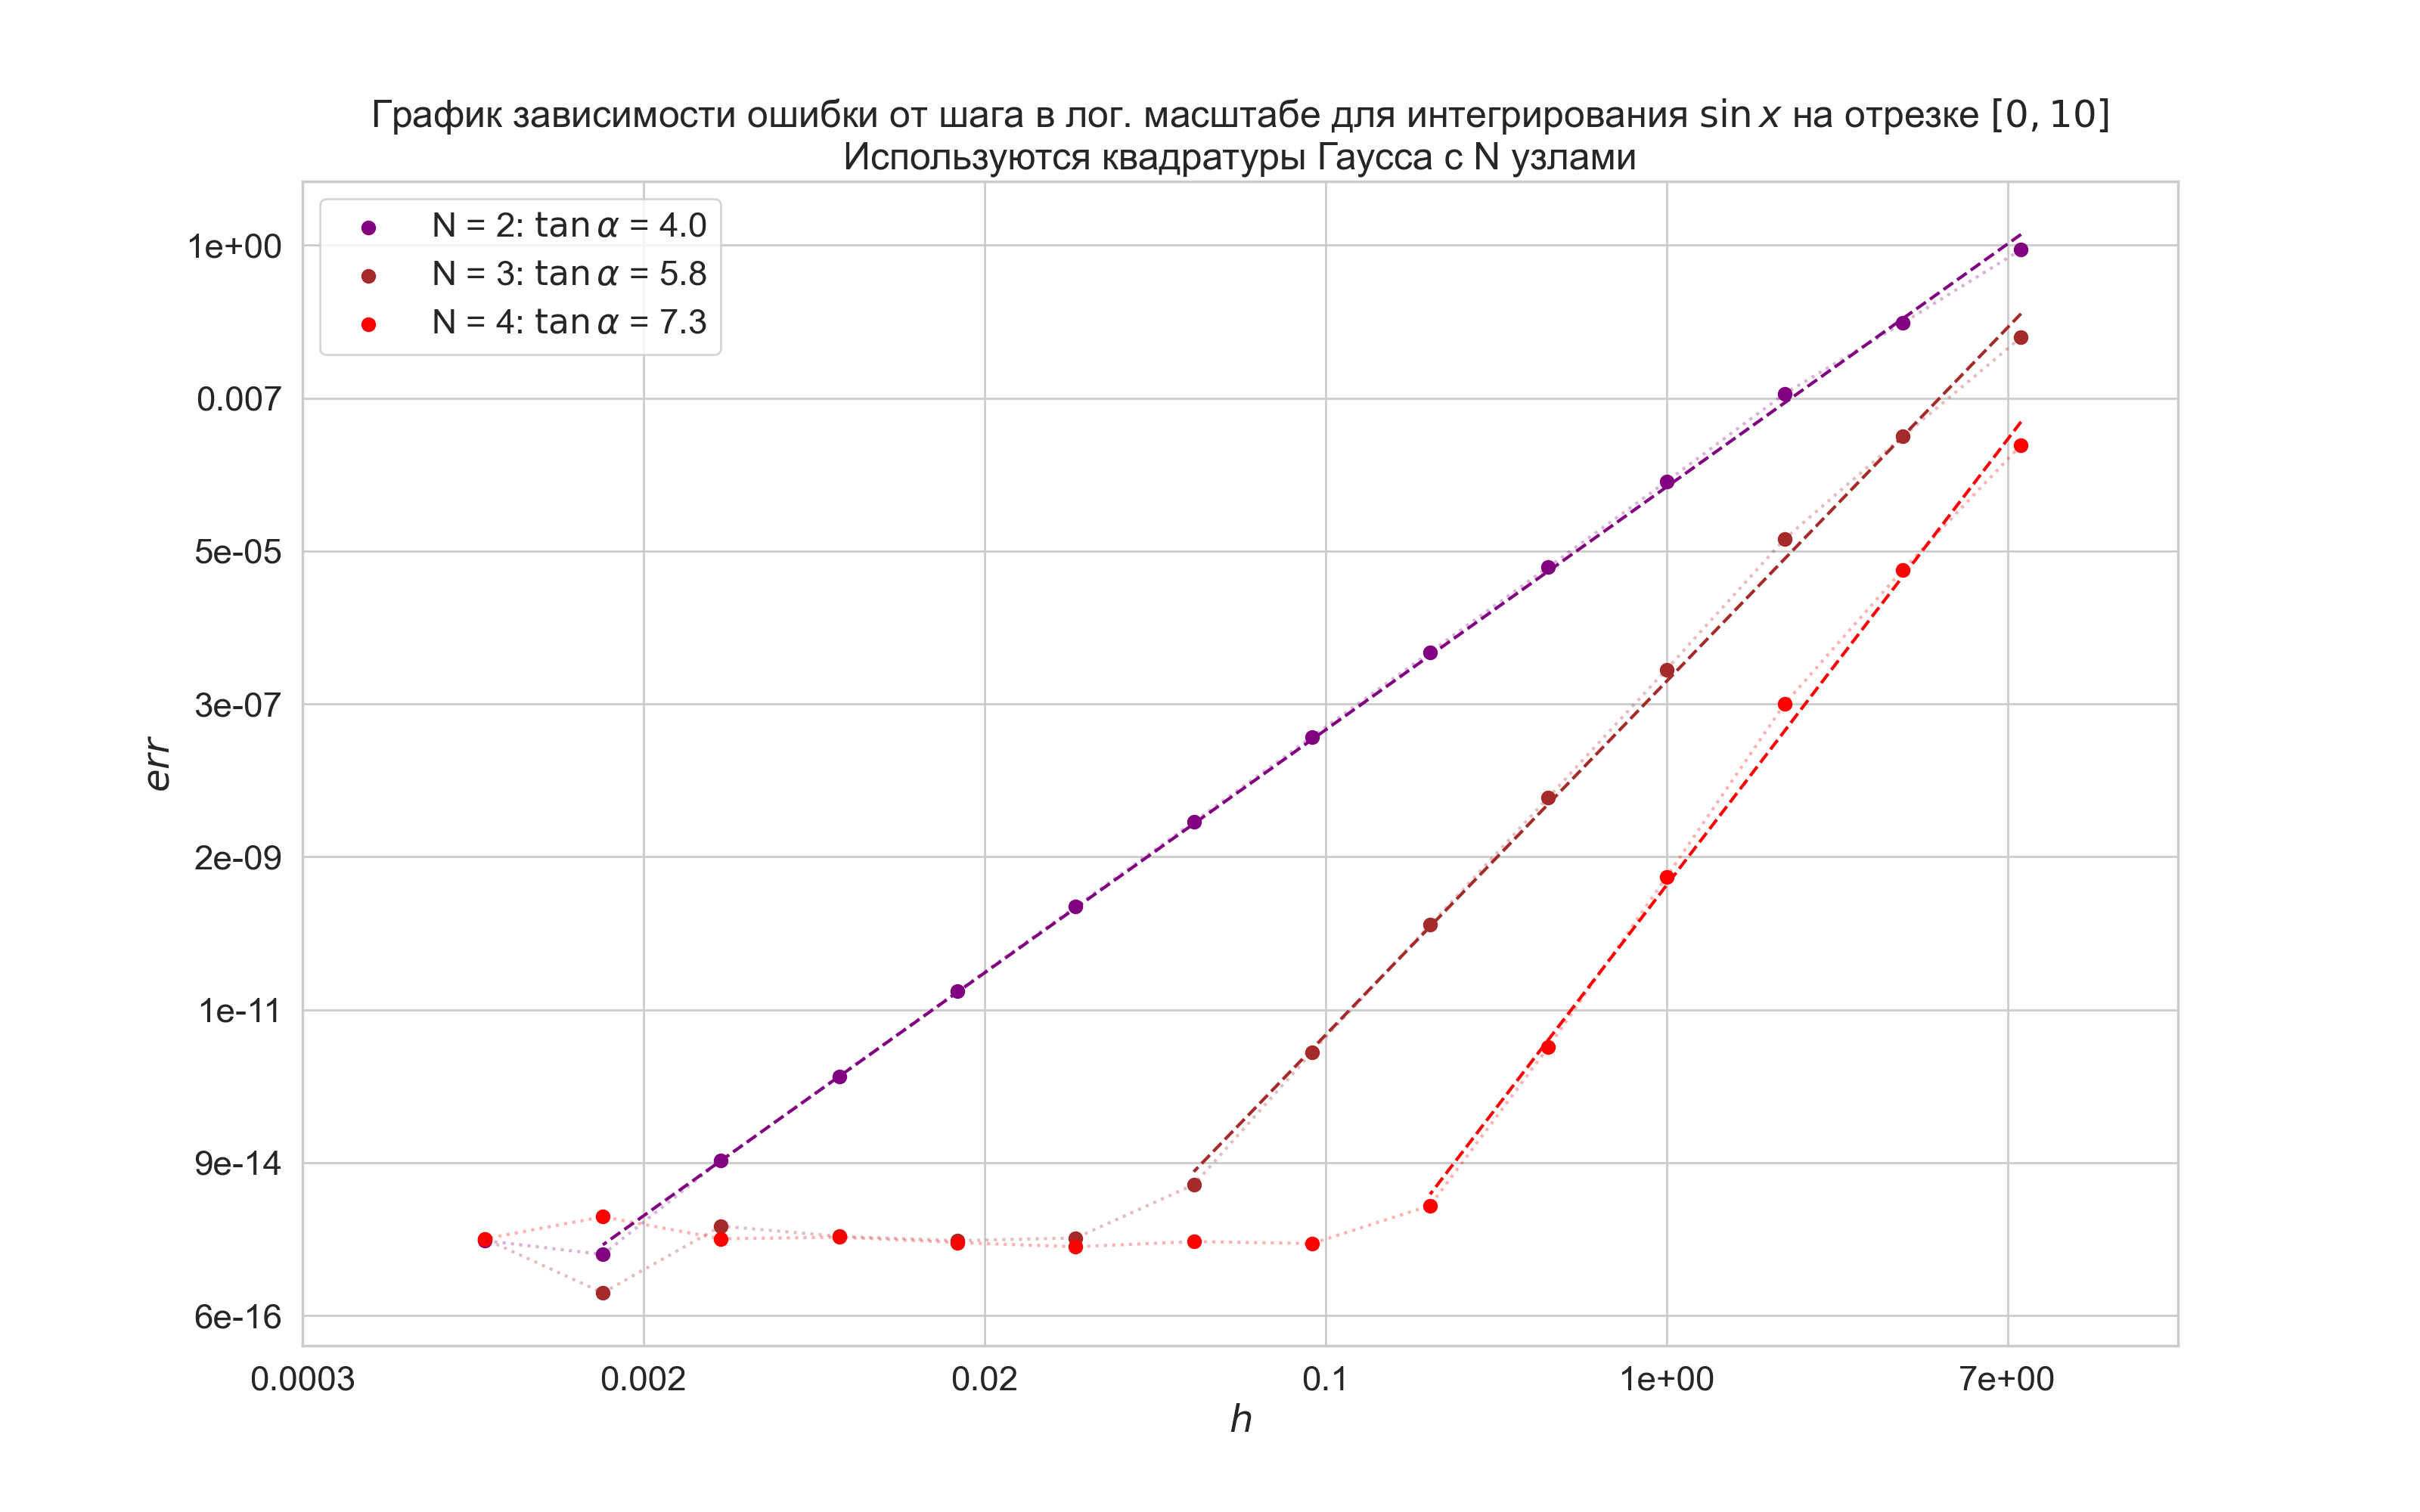 График зависимости ошибки от шага в лог. масштабе для интегрирования sin x на отрезке [0, 10]
Используются квадратуры Гаусса с N узлами
N = 2: tan α = 4.0
N = 3: tan α = 5.8
N = 4: tan α = 7.3
1e+00
0.007
5e-05
3e-07
2e-09
1e-11
9e-14
6e-16
err
0.0003
0.002
0.02
0.1
1e+00
7e+00
h